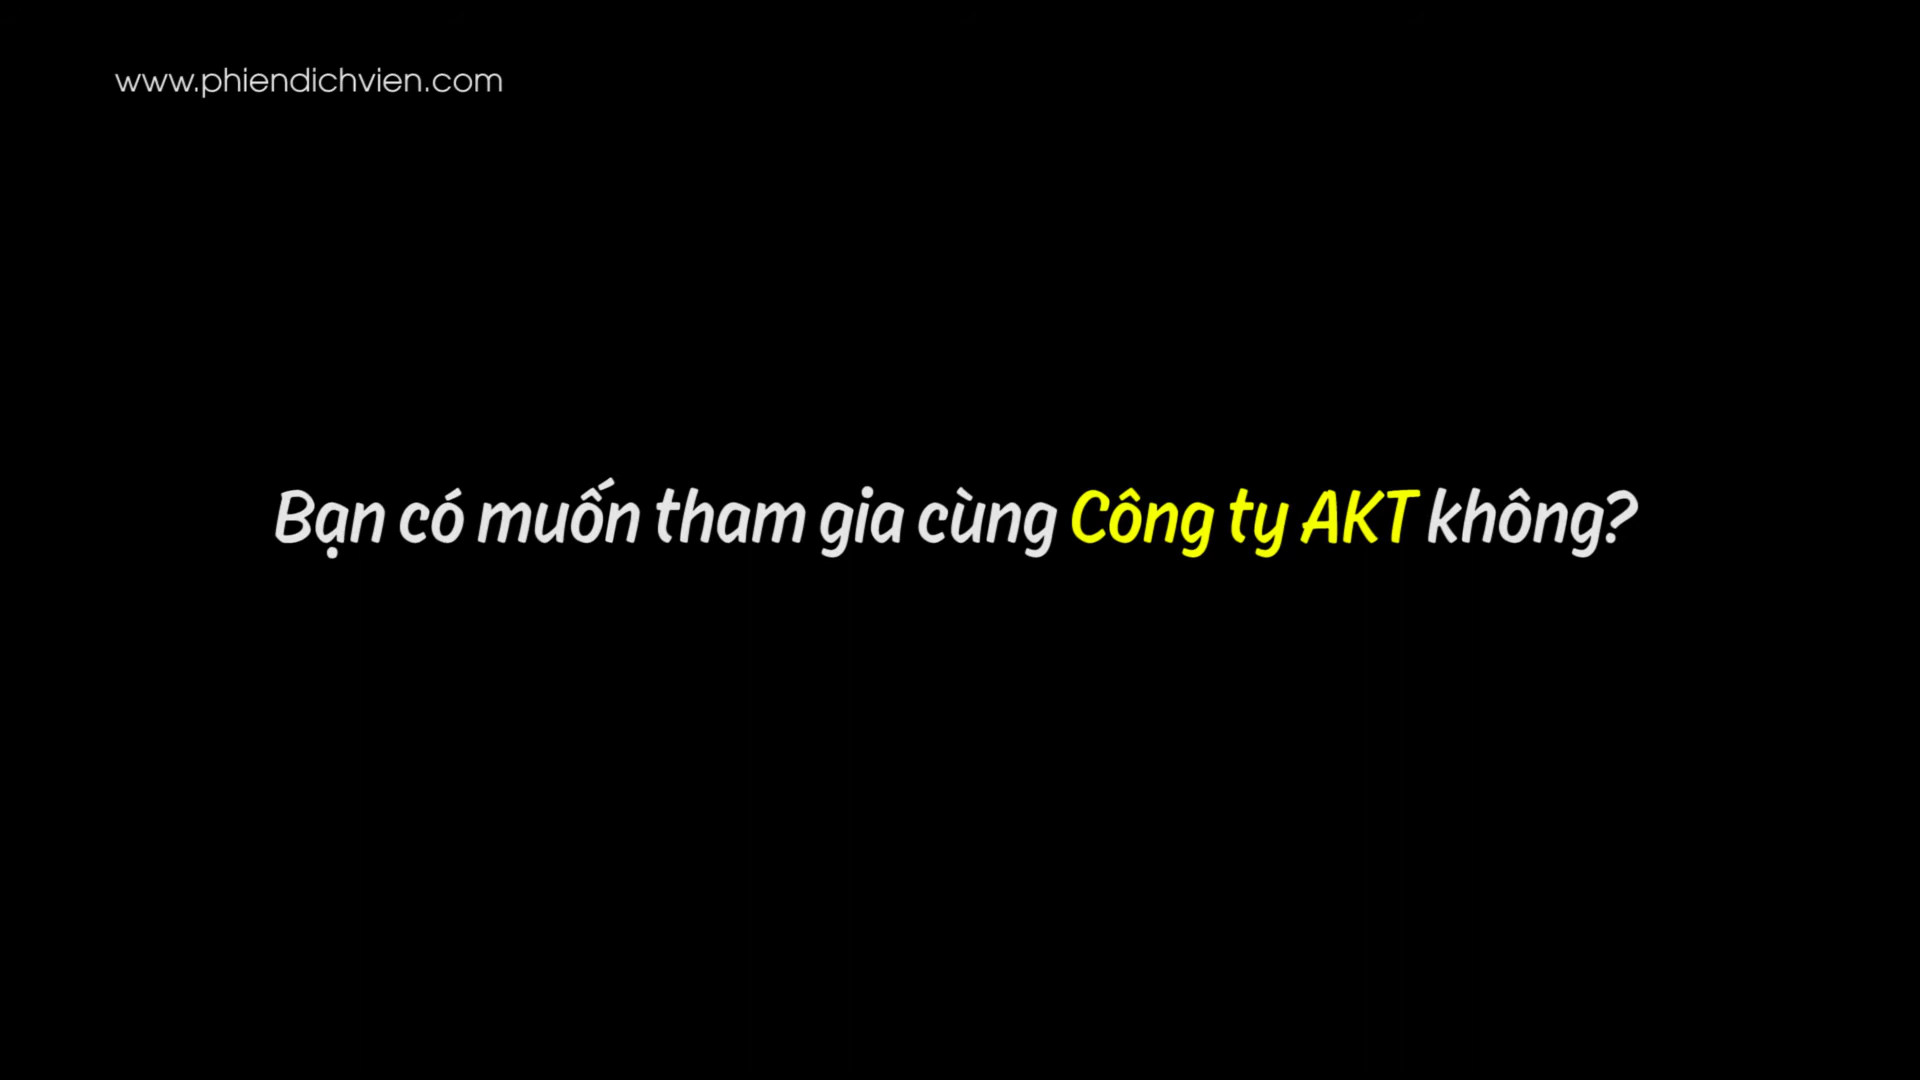 www.phiendichvien.com
Bạn có muốn tham gia cùng Công ty AKT không?